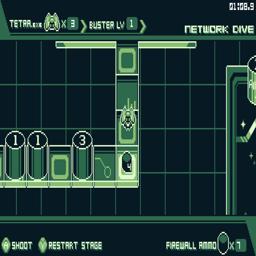 01:08.9
TETRA.EXE X 3 BUSTER LV 1
NETWORK DIVE
1 1 3
A SHOOT Y RESTART STAGE FIREWALL AMMO X 7